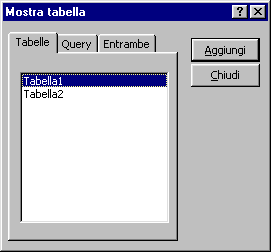 Mostra tabella
Tabelle Query Entrambe
Aggiungi
Chiudi
Tabella1
Tabella2